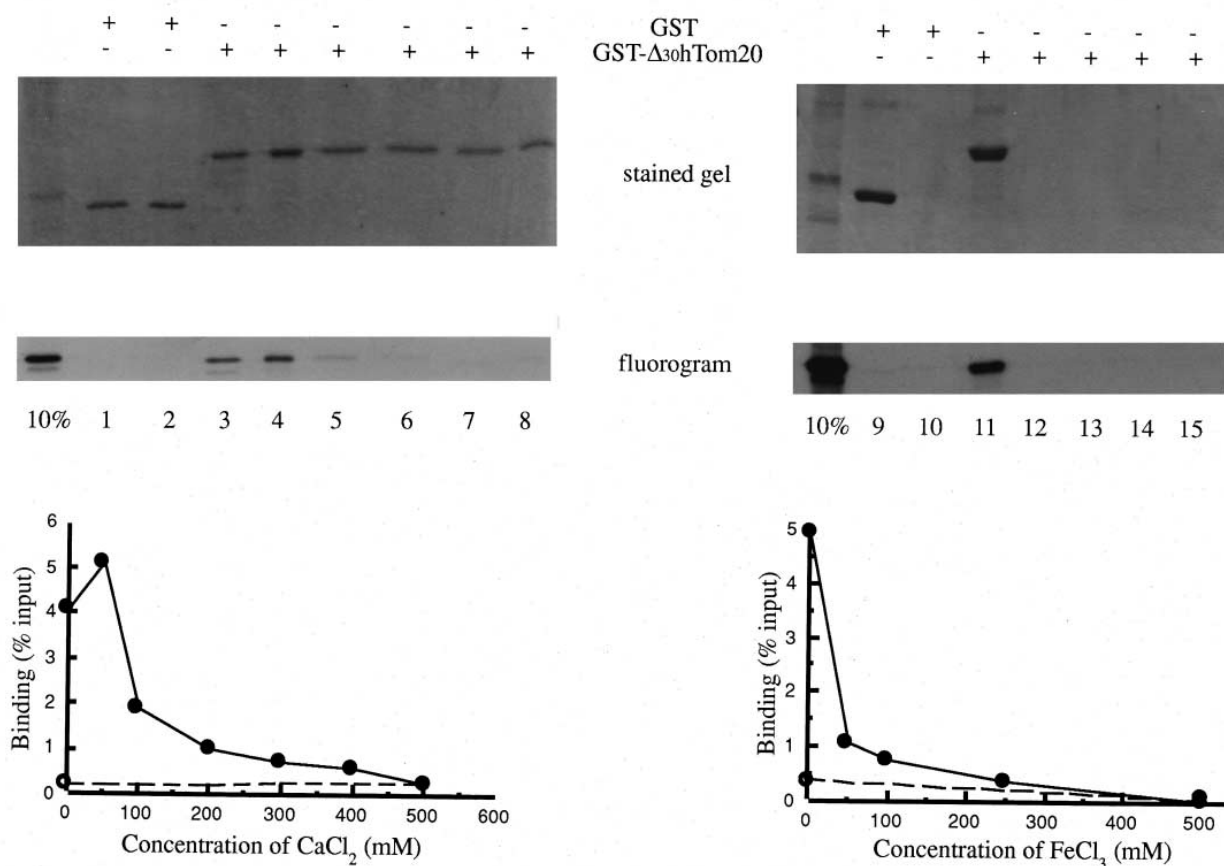 + + - - - - - - GST + + - - - - -
- - + + + + + + GST-Δ30hTom20 - - + + + + +
stained gel
fluorogram
10% 1 2 3 4 5 6 7 8 10% 9 10 11 12 13 14 15
6
5
4
3
2
1
0
Binding (% input)
0 100 200 300 400 500 600
Concentration of CaCl2 (mM)
5
4
3
2
1
0
Binding (% input)
0 100 200 300 400 500
Concentration of FeCl3 (mM)